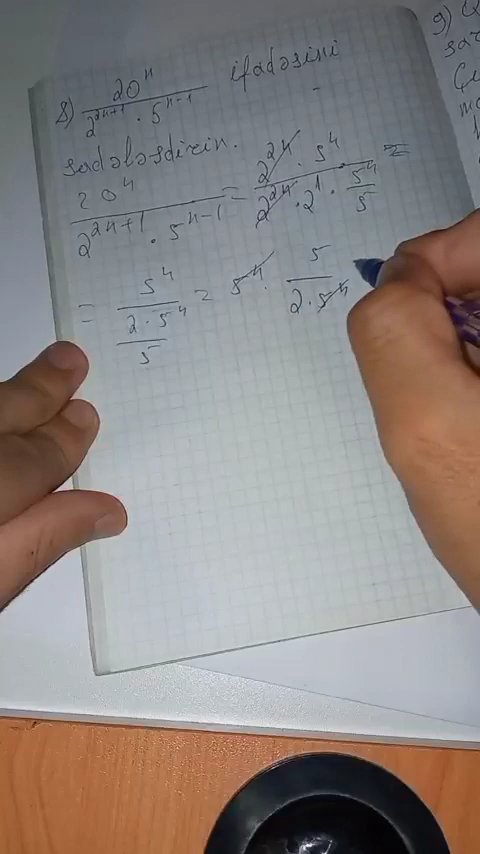 8) 20ⁿ / 2²ⁿ⁺¹ · 5ⁿ⁻¹ ifadəsini
sadələşdirin.
20ⁿ / 2²ⁿ⁺¹ · 5ⁿ⁻¹ = 2²ⁿ · 5ⁿ / 2²ⁿ · 2¹ · 5ⁿ/5 =
= 5ⁿ / 2·5ⁿ/5 = 5ⁿ · 5 / 2·5ⁿ
9)